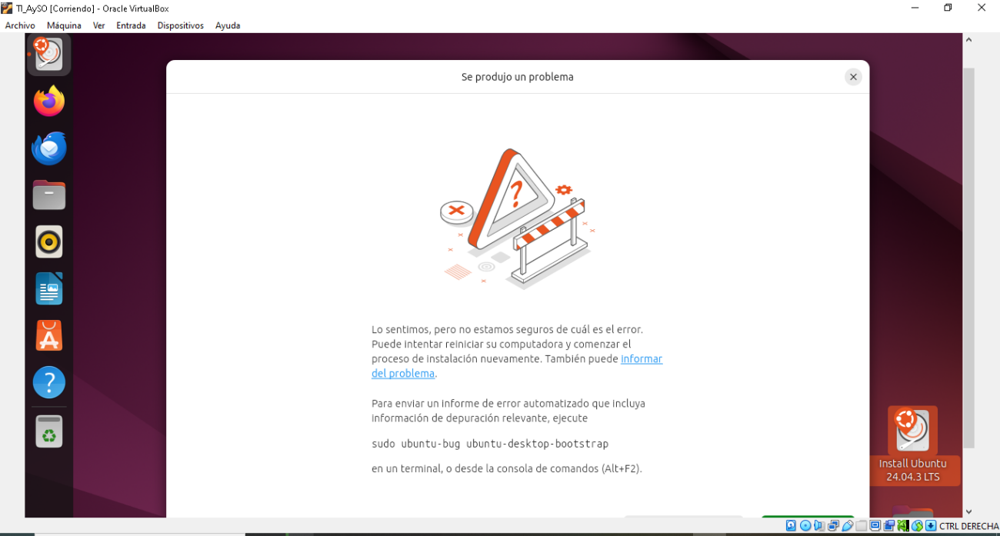 TI_AySO [Corriendo] - Oracle VirtualBox
Archivo Máquina Ver Entrada Dispositivos Ayuda
Se produjo un problema
Lo sentimos, pero no estamos seguros de cuál es el error.
Puede intentar reiniciar su computadora y comenzar el
proceso de instalación nuevamente. También puede informar
del problema.
Para enviar un informe de error automatizado que incluya
información de depuración relevante, ejecute
sudo ubuntu-bug ubuntu-desktop-bootstrap
en un terminal, o desde la consola de comandos (Alt+F2).
Install Ubuntu
24.04.3 LTS
CTRL DERECHA